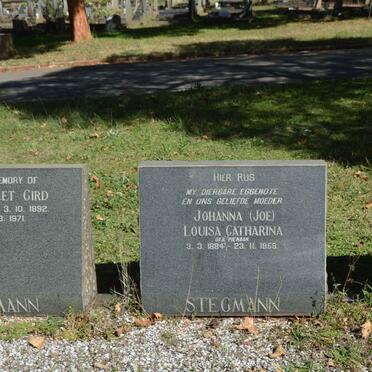 EMORY OF
ET GIRD
3. 10. 1892.
3. 1971.
MANN
HIER RUS
MY DIERBARE EGGENOTE
EN ONS GELIEFDE MOEDER
JOHANNA (JOE)
LOUISA CATHARINA
GEB. PIENAAR
3. 3. 1884 - 23. 11. 1958.
STEGMANN